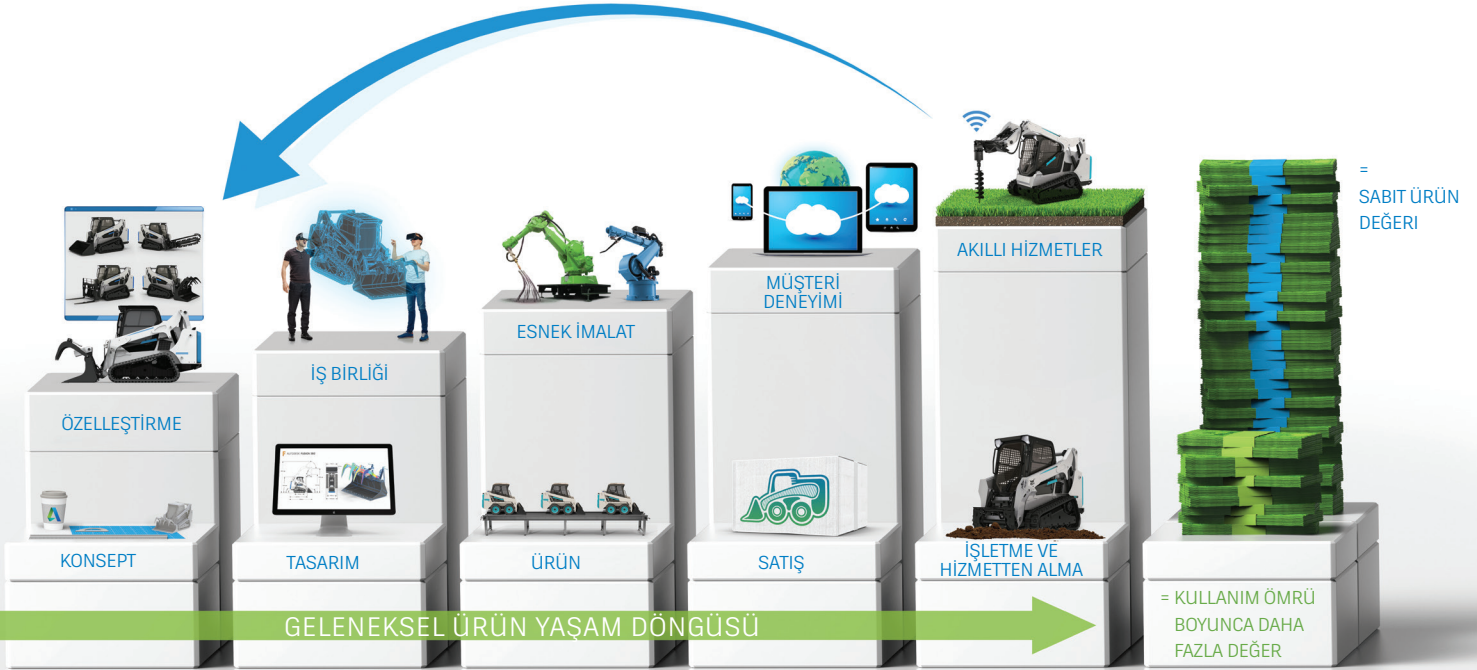 =
SABIT ÜRÜN
DEĞERI
AKILLI HİZMETLER
MÜŞTERİ
DENEYİMİ
ESNEK İMALAT
İŞ BİRLİĞİ
ÖZELLEŞTİRME
KONSEPT
TASARIM
ÜRÜN
SATIŞ
İŞLETME VE
HİZMETTEN ALMA
= KULLANIM ÖMRÜ
BOYUNCA DAHA
FAZLA DEĞER
GELENEKSEL ÜRÜN YAŞAM DÖNGÜSÜ